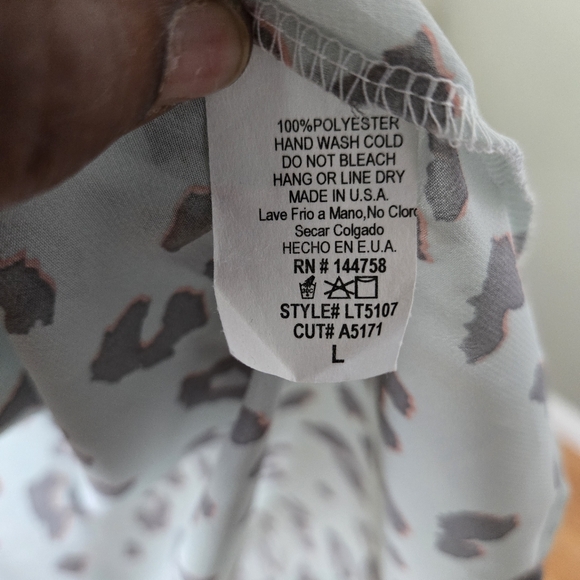 100%POLYESTER
HAND WASH COLD
DO NOT BLEACH
HANG OR LINE DRY
MADE IN U.S.A.
Lave Frio a Mano,No Cloro
Secar Colgado
HECHO EN E.U.A.
RN # 144758
STYLE# LT5107
CUT# A5171
L